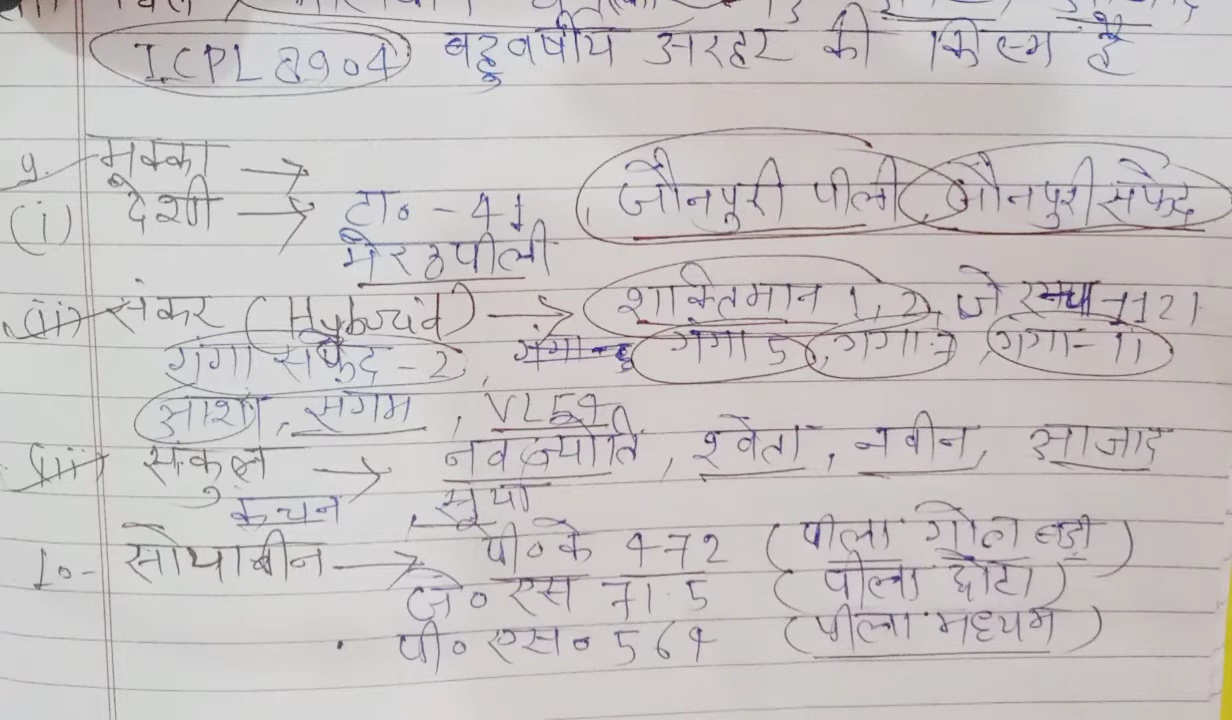 ICPL 8904 बहुवर्षीय अरहर की किस्म है
9. मक्का →
(i) देशी → टा० - 41 जौनपुरी पीली, जौनपुरी सफेद
मेरठ पीली
(ii) संकर (Hybrid) → शक्तिमान 1, 2, जे 1121
गंगा सफेद - 2, गंगा 5, गंगा 7, गंगा - 11
आशा, संगम, VL 54
(iii) संकुल → नवज्योति, श्वेता, नवीन, आजाद
कंचन, सूर्या
10- सोयाबीन → पी० के 472 (पीला गोल बड़ी)
जे० एस 71.5 (पीला छोटा)
पी० एस० 564 (पीला मध्यम)